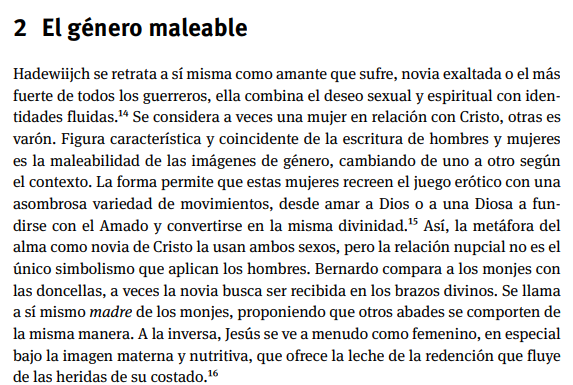 2 El género maleable
Hadewiijch se retrata a sí misma como amante que sufre, novia exaltada o el más
fuerte de todos los guerreros, ella combina el deseo sexual y espiritual con iden-
tidades fluidas.¹⁴ Se considera a veces una mujer en relación con Cristo, otras es
varón. Figura característica y coincidente de la escritura de hombres y mujeres
es la maleabilidad de las imágenes de género, cambiando de uno a otro según
el contexto. La forma permite que estas mujeres recreen el juego erótico con una
asombrosa variedad de movimientos, desde amar a Dios o a una Diosa a fun-
dirse con el Amado y convertirse en la misma divinidad.¹⁵ Así, la metáfora del
alma como novia de Cristo la usan ambos sexos, pero la relación nupcial no es el
único simbolismo que aplican los hombres. Bernardo compara a los monjes con
las doncellas, a veces la novia busca ser recibida en los brazos divinos. Se llama
a sí mismo madre de los monjes, proponiendo que otros abades se comporten de
la misma manera. A la inversa, Jesús se ve a menudo como femenino, en especial
bajo la imagen materna y nutritiva, que ofrece la leche de la redención que fluye
de las heridas de su costado.¹⁶